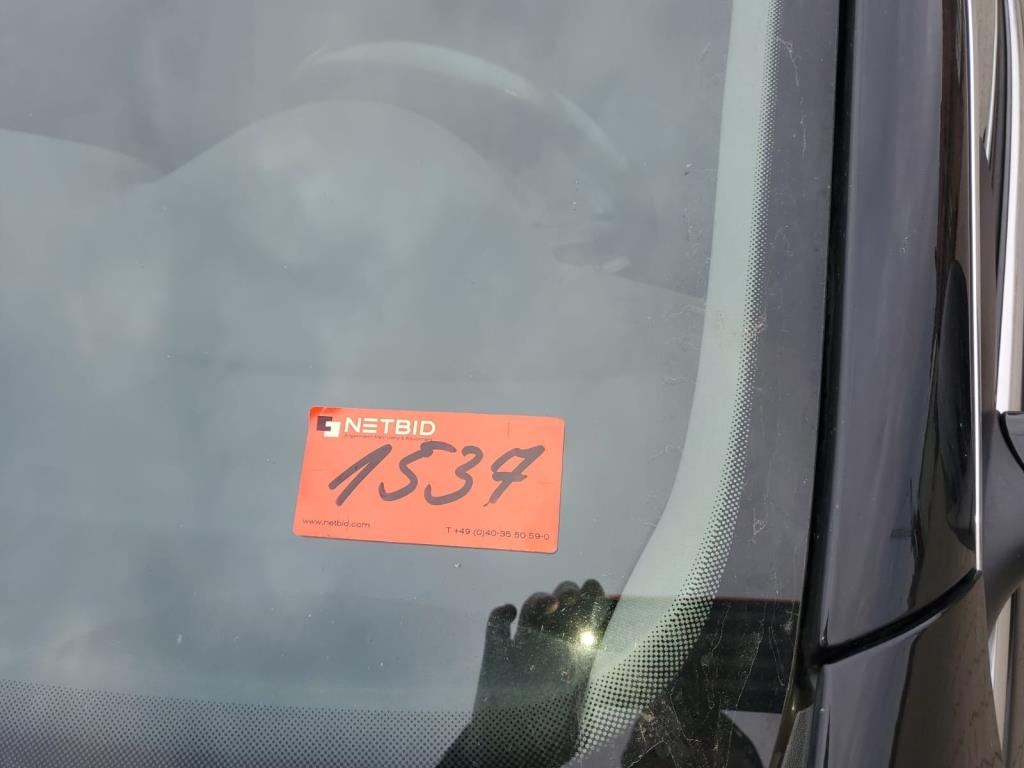 NETBID
1537
www.netbid.com
T +49 (0)40-35 50 59-0